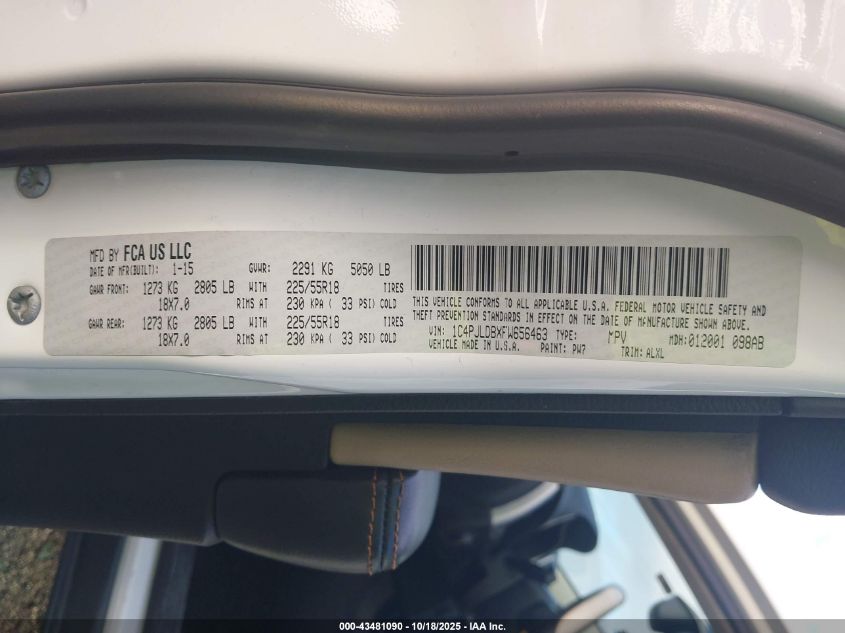 MFD BY FCA US LLC
DATE OF MFR(BUILT): 1-15 GVWR: 2291 KG 5050 LB
GAWR FRONT: 1273 KG 2805 LB WITH 225/55R18 TIRES
18X7.0 RIMS AT 230 KPA ( 33 PSI) COLD
GAWR REAR: 1273 KG 2805 LB WITH 225/55R18 TIRES
18X7.0 RIMS AT 230 KPA ( 33 PSI) COLD
THIS VEHICLE CONFORMS TO ALL APPLICABLE U.S.A. FEDERAL MOTOR VEHICLE SAFETY AND
THEFT PREVENTION STANDARDS IN EFFECT ON THE DATE OF MFNUFACTURE SHOWN ABOVE.
VIN: 1C4PJLDBXFW656463 TYPE: MPV MDH:012001 098AB
VEHICLE MADE IN U.S.A. PAINT: PW7 TRIM: ALXL
000-43481090 - 10/18/2025 - IAA Inc.